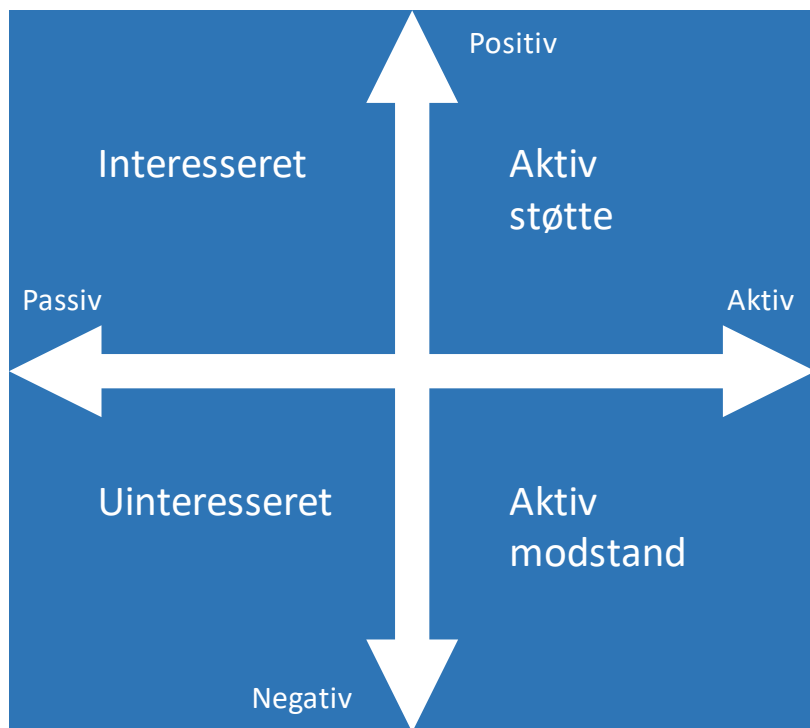 Positiv
Interesseret
Aktiv
støtte
Passiv
Aktiv
Uinteresseret
Aktiv
modstand
Negativ